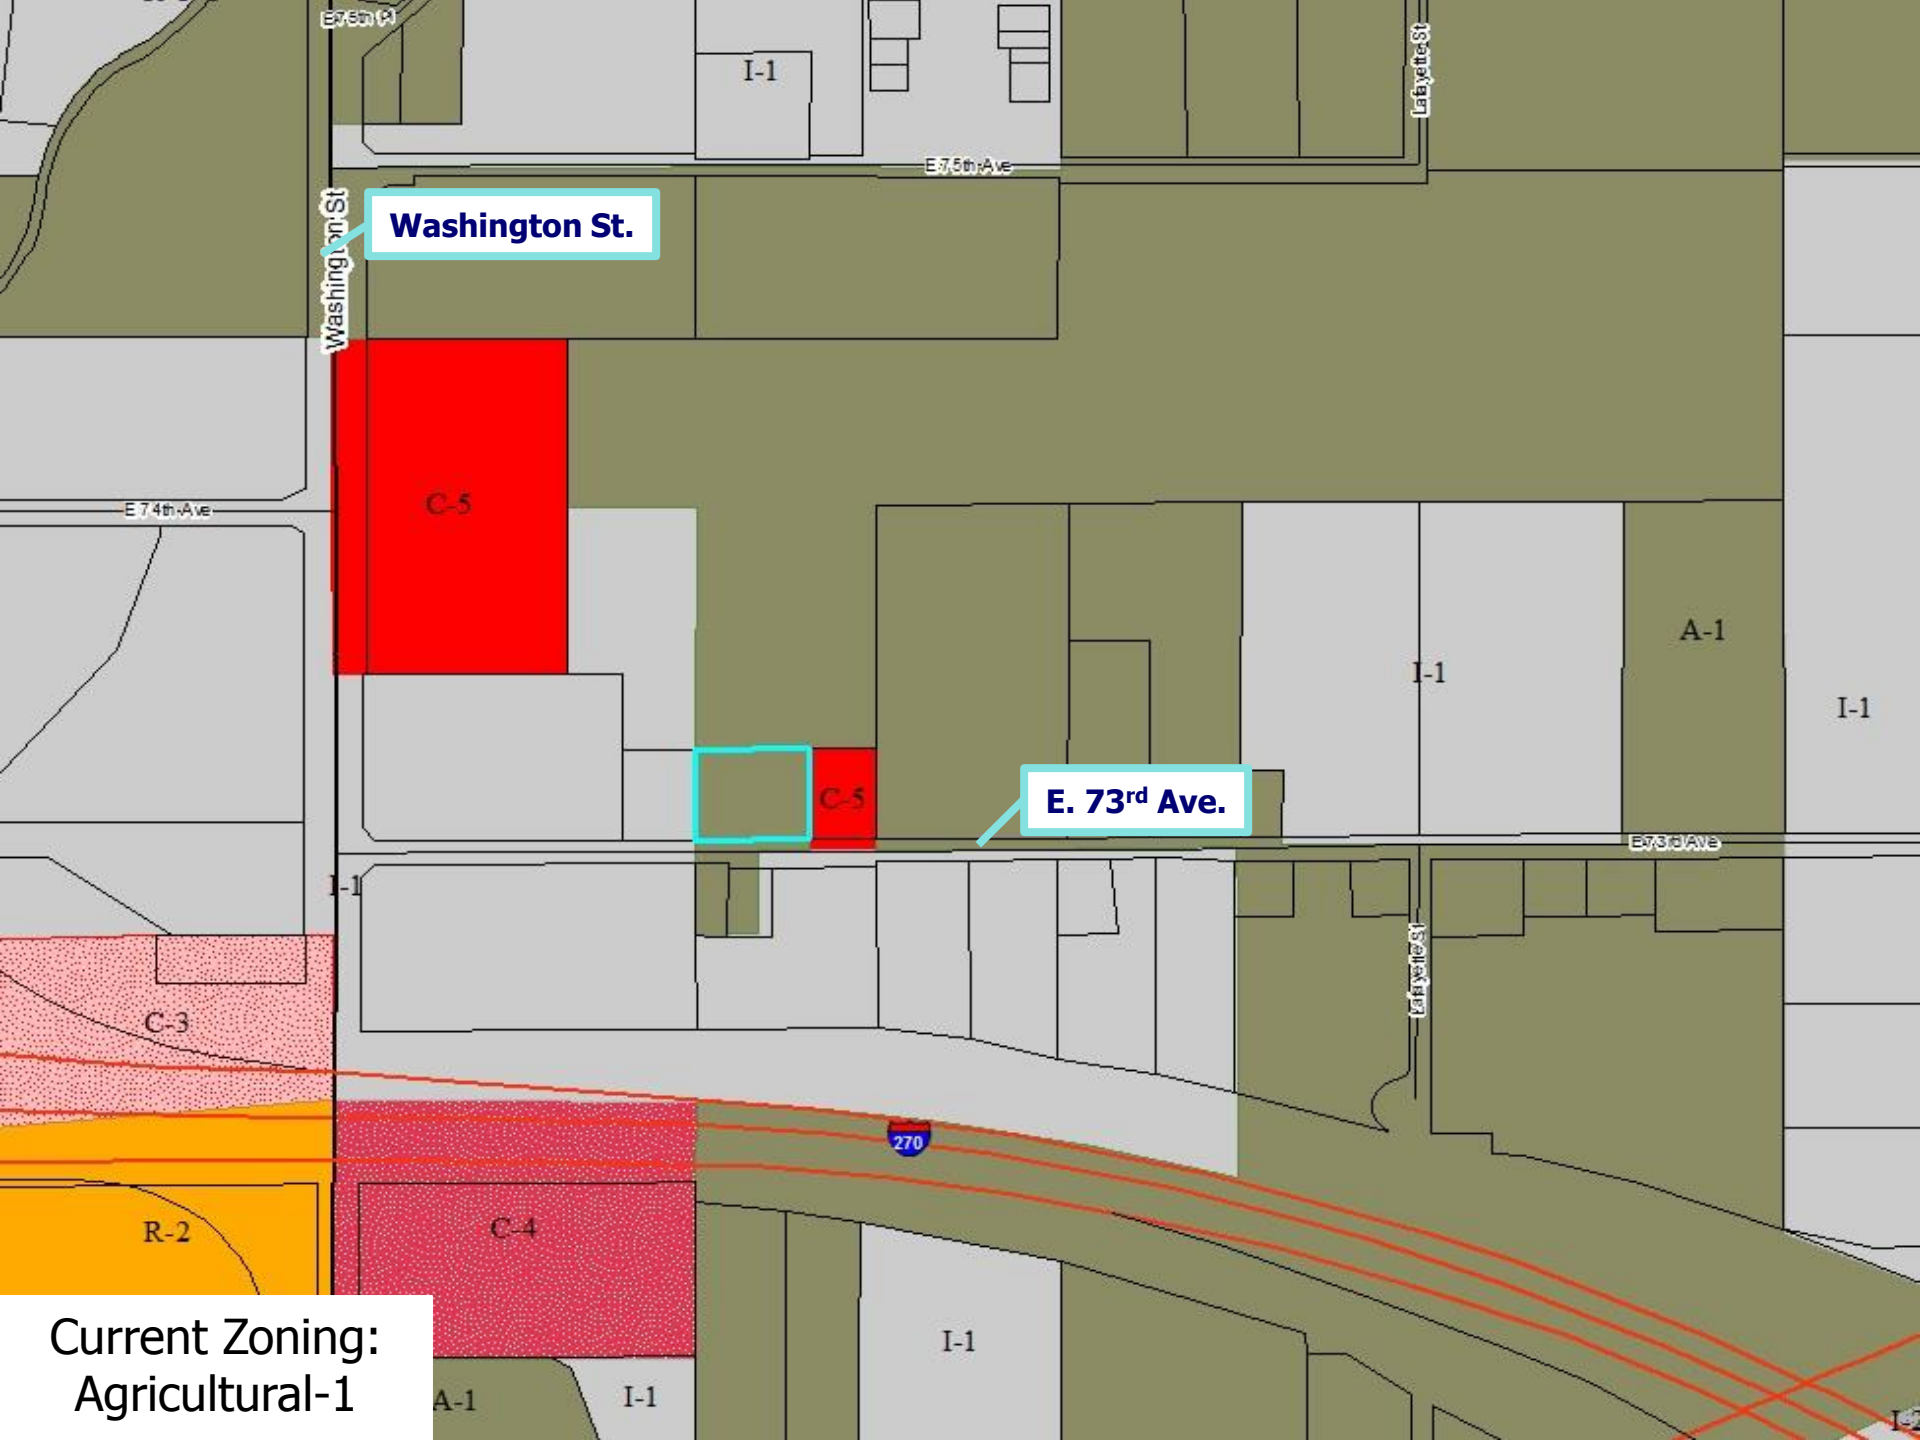 E 75th Pl
Lafayette St
I-1
E 75th Ave
Washington St
Washington St.
C-5
E 74th Ave
A-1
I-1
I-1
C-5
E. 73rd Ave.
E 73rd Ave
I-1
Lafayette St
C-3
270
R-2
C-4
I-1
Current Zoning:
Agricultural-1
A-1
I-1
I-2